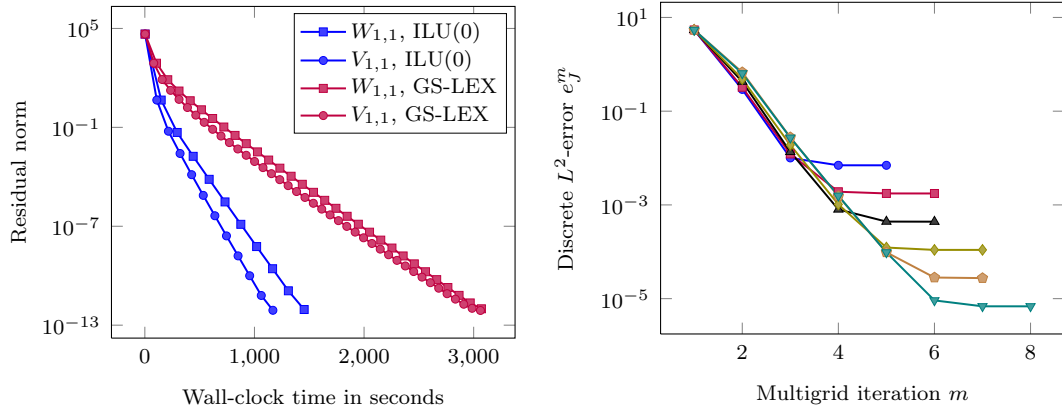 10^5
10^{-1}
10^{-7}
10^{-13}
0
1,000
2,000
3,000
Wall-clock time in seconds
Residual norm
W_{1,1}, ILU(0)
V_{1,1}, ILU(0)
W_{1,1}, GS-LEX
V_{1,1}, GS-LEX
10^1
10^{-1}
10^{-3}
10^{-5}
2
4
6
8
Multigrid iteration m
Discrete L^2-error e_J^m